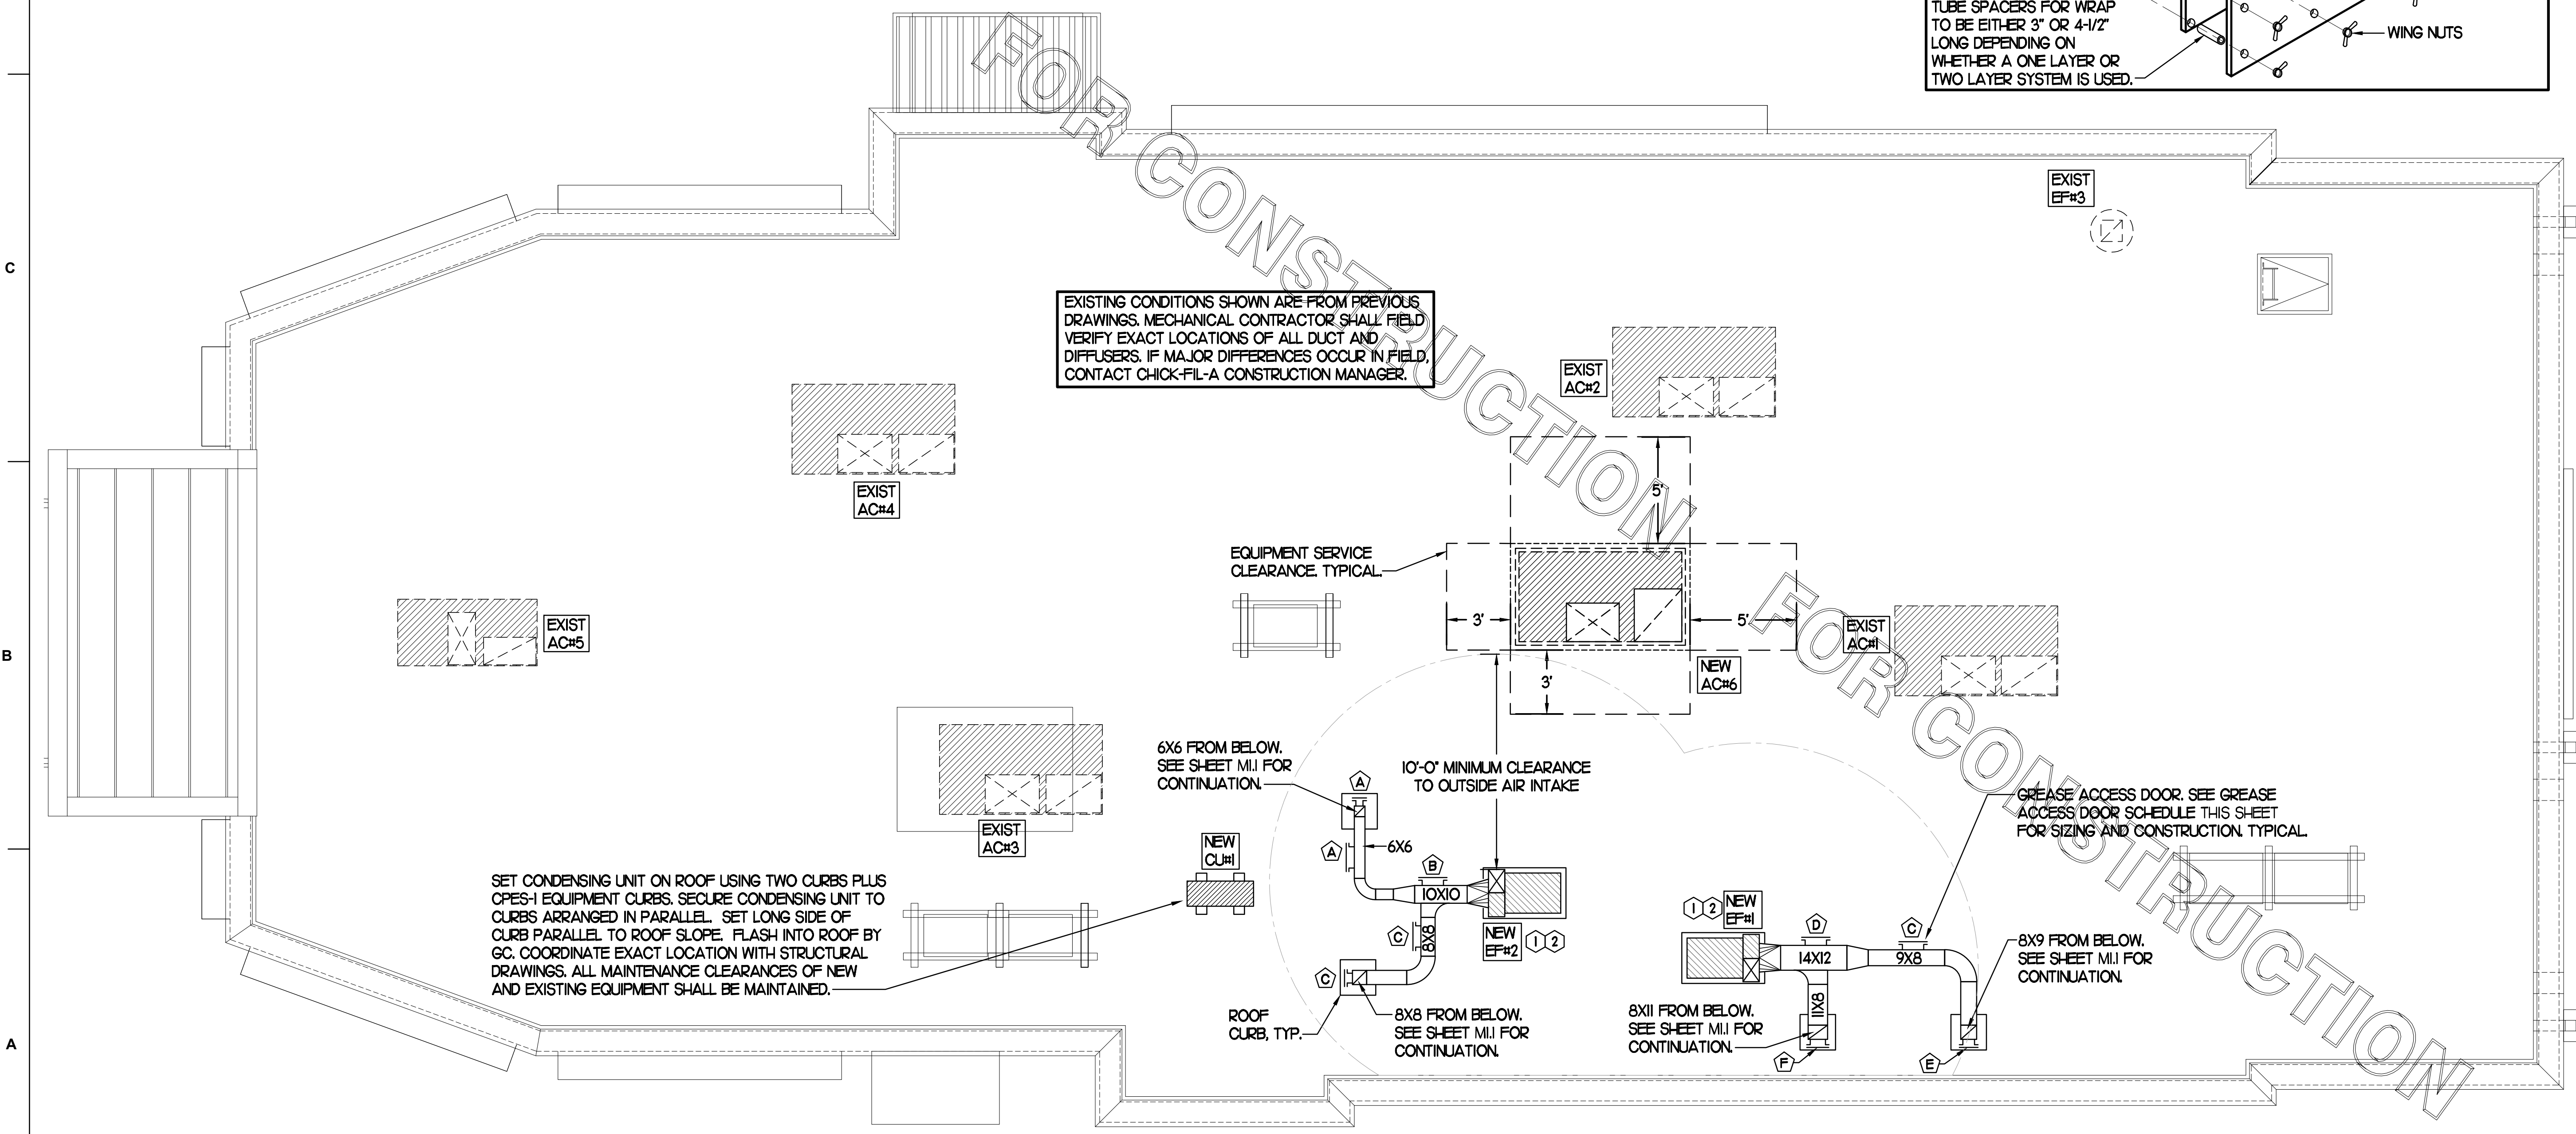 TUBE SPACERS FOR WRAP
TO BE EITHER 3" OR 4-1/2"
LONG DEPENDING ON
WHETHER A ONE LAYER OR
TWO LAYER SYSTEM IS USED.
WING NUTS
FOR CONSTRUCTION
EXIST
EF#3
C
EXISTING CONDITIONS SHOWN ARE FROM PREVIOUS
DRAWINGS. MECHANICAL CONTRACTOR SHALL FIELD
VERIFY EXACT LOCATIONS OF ALL DUCT AND
DIFFUSERS. IF MAJOR DIFFERENCES OCCUR IN FIELD,
CONTACT CHICK-FIL-A CONSTRUCTION MANAGER.
EXIST
AC#2
EXIST
AC#4
5'
EQUIPMENT SERVICE
CLEARANCE. TYPICAL.
3'
5'
3'
NEW
AC#6
EXIST
AC#5
EXIST
AC#1
B
FOR CONSTRUCTION
6X6 FROM BELOW.
SEE SHEET M1.1 FOR
CONTINUATION.
10'-0" MINIMUM CLEARANCE
TO OUTSIDE AIR INTAKE
GREASE ACCESS DOOR. SEE GREASE
ACCESS DOOR SCHEDULE THIS SHEET
FOR SIZING AND CONSTRUCTION. TYPICAL.
EXIST
AC#3
NEW
CU#1
A
A
6X6
B
10X10
C
8X8
C
NEW
EF#2
1 2
1 2
NEW
EF#1
D
14X12
C
9X8
11X8
SET CONDENSING UNIT ON ROOF USING TWO CURBS PLUS
CPES-1 EQUIPMENT CURBS. SECURE CONDENSING UNIT TO
CURBS ARRANGED IN PARALLEL. SET LONG SIDE OF
CURB PARALLEL TO ROOF SLOPE. FLASH INTO ROOF BY
GC. COORDINATE EXACT LOCATION WITH STRUCTURAL
DRAWINGS. ALL MAINTENANCE CLEARANCES OF NEW
AND EXISTING EQUIPMENT SHALL BE MAINTAINED.
8X9 FROM BELOW.
SEE SHEET M1.1 FOR
CONTINUATION.
ROOF
CURB, TYP.
8X8 FROM BELOW.
SEE SHEET M1.1 FOR
CONTINUATION.
8X11 FROM BELOW.
SEE SHEET M1.1 FOR
CONTINUATION.
F
E
A